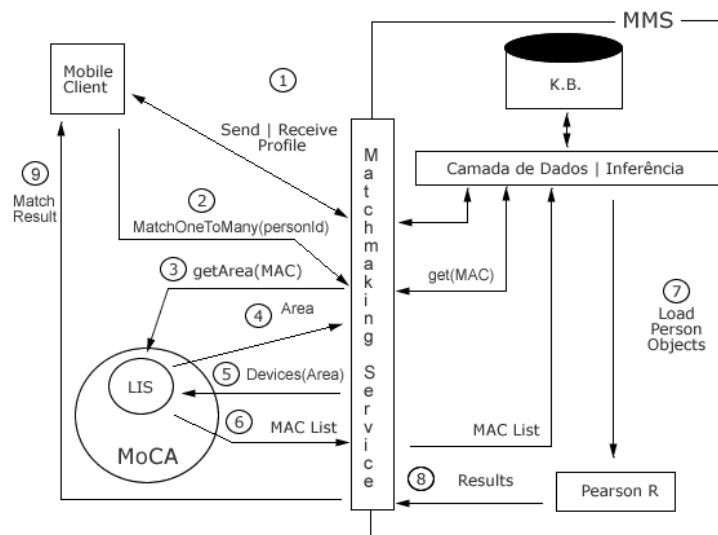 MMS
Mobile
Client
K.B.
1
Send | Receive
Profile
Camada de Dados | Inferência
9
Match
Result
2
MatchOneToMany(personId)
3 getArea(MAC)
get(MAC)
Matchmaking Service
4 Area
7
Load
Person
Objects
5 Devices(Area)
LIS
6 MAC List
MAC List
MoCA
8 Results
Pearson R